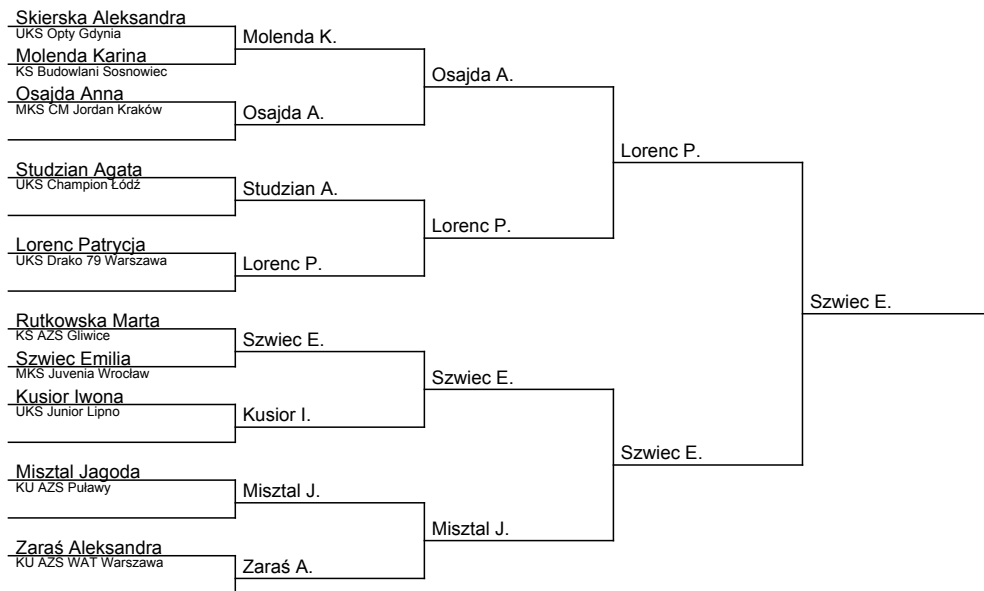 Skierska Aleksandra
UKS Opty Gdynia
Molenda K.
Molenda Karina
KS Budowlani Sosnowiec
Osajda A.
Osajda Anna
MKS CM Jordan Kraków
Osajda A.
Lorenc P.
Studzian Agata
UKS Champion Łódź
Studzian A.
Lorenc P.
Lorenc Patrycja
UKS Drako 79 Warszawa
Lorenc P.
Szwiec E.
Rutkowska Marta
KS AZS Gliwice
Szwiec E.
Szwiec Emilia
MKS Juvenia Wrocław
Szwiec E.
Kusior Iwona
UKS Junior Lipno
Kusior I.
Szwiec E.
Misztal Jagoda
KU AZS Puławy
Misztal J.
Misztal J.
Zaraś Aleksandra
KU AZS WAT Warszawa
Zaraś A.